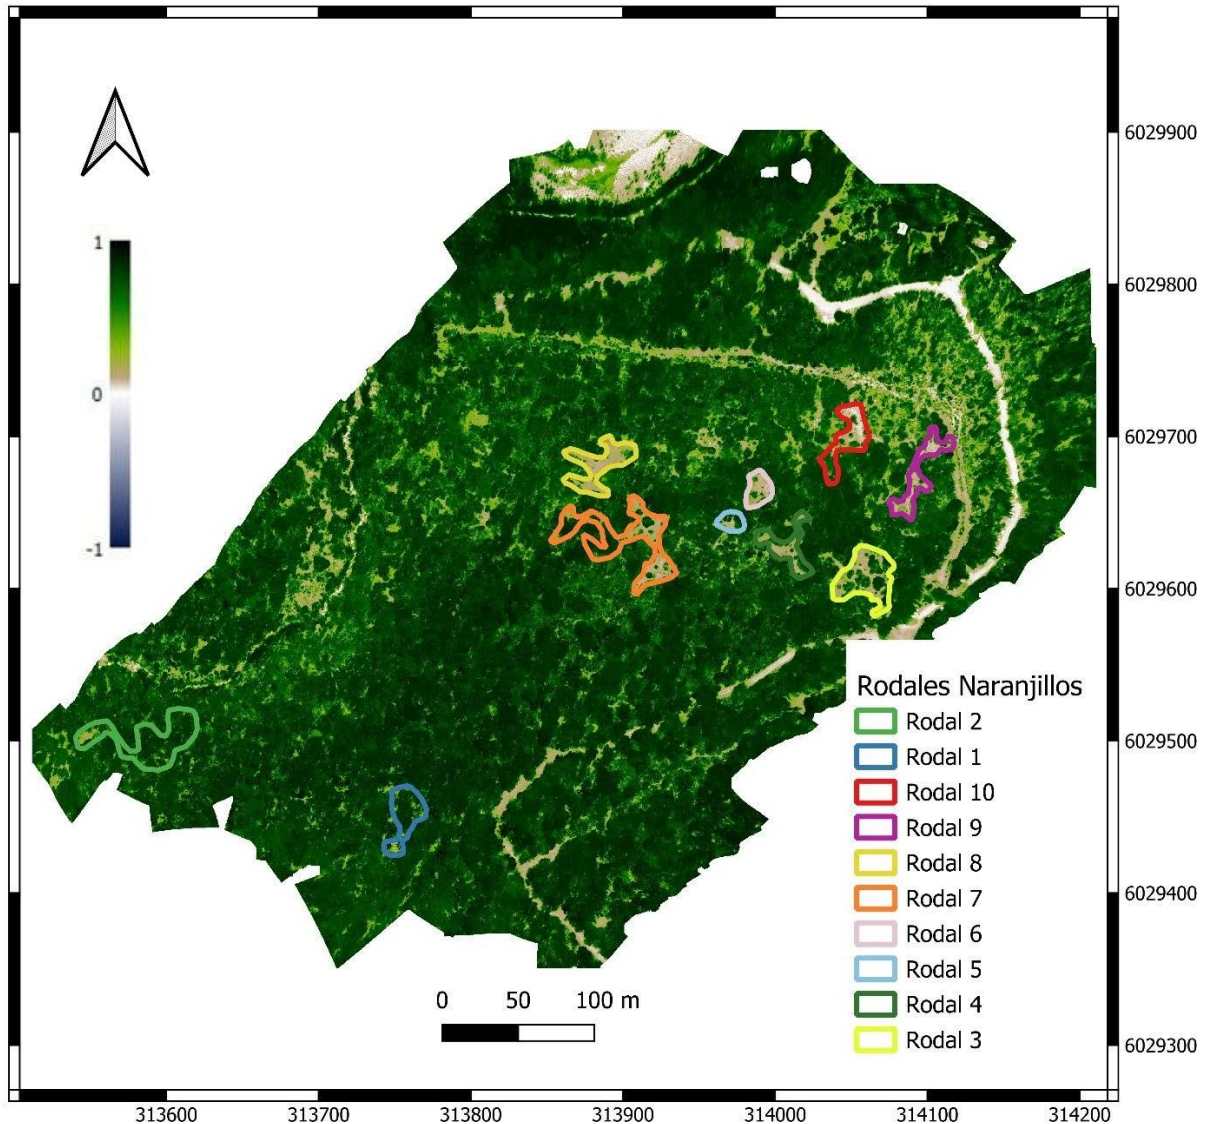 6029900
1
6029800
0
6029700
-1
6029600
Rodales Naranjillos
Rodal 2
6029500
Rodal 1
Rodal 10
Rodal 9
Rodal 8
6029400
Rodal 7
Rodal 6
Rodal 5
0 50 100 m
Rodal 4
Rodal 3
6029300
313600 313700 313800 313900 314000 314100 314200